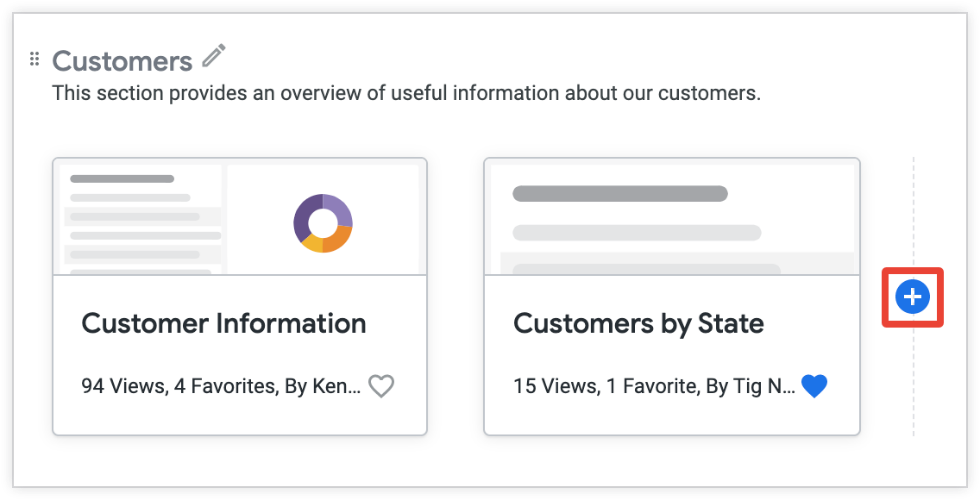 Customers
This section provides an overview of useful information about our customers.
Customer Information
94 Views, 4 Favorites, By Ken...
Customers by State
15 Views, 1 Favorite, By Tig N...